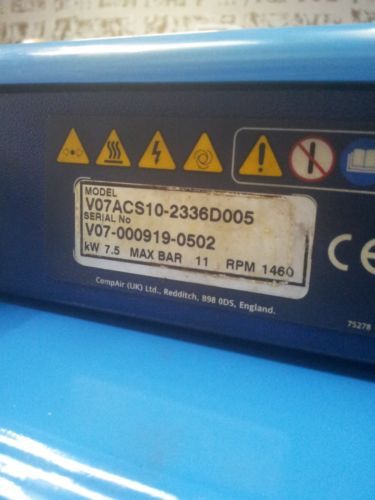 MODEL
V07ACS10-2336D005
SERIAL No
V07-000919-0502
kW 7.5 MAX BAR 11 RPM 1460
CompAir (UK) Ltd., Redditch, B98 0DS, England.
CE
75278